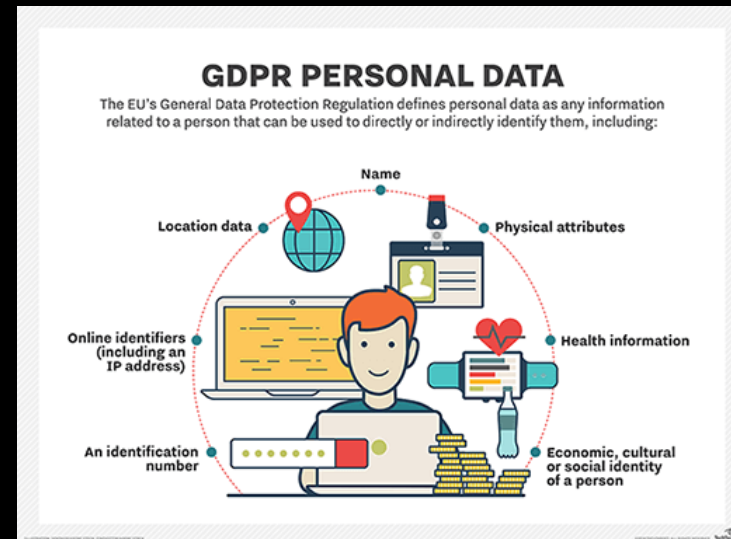 GDPR PERSONAL DATA
The EU's General Data Protection Regulation defines personal data as any information
related to a person that can be used to directly or indirectly identify them, including:
Name
Location data
Physical attributes
Online identifiers
(including an
IP address)
Health information
An identification
number
Economic, cultural
or social identity
of a person